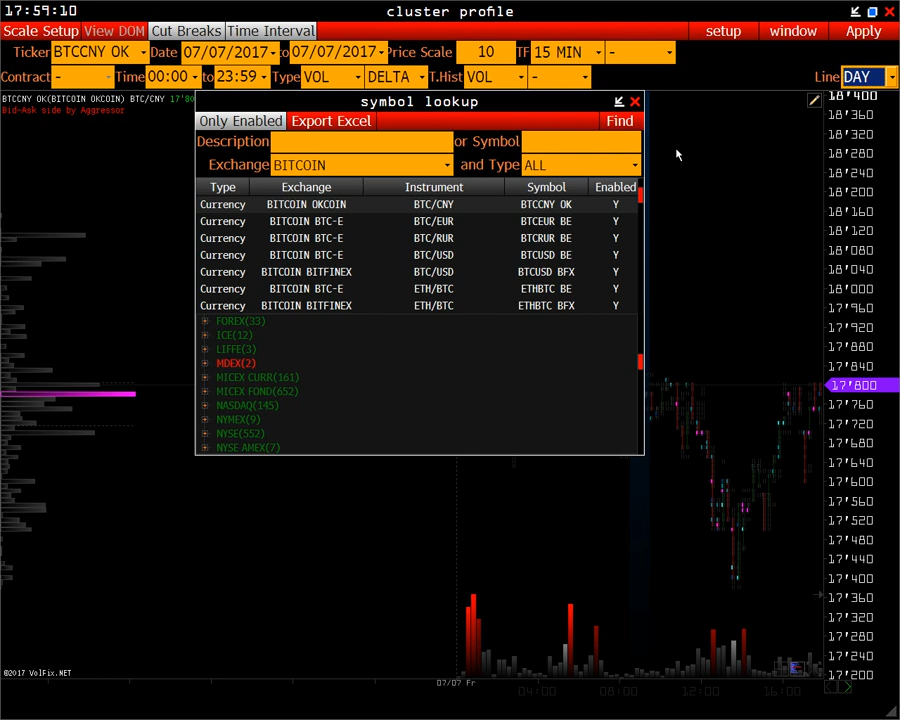 17:59:10 cluster profile
Scale Setup View DOM Cut Breaks Time Interval setup window Apply
Ticker BTCCNY OK Date 07/07/2017 to 07/07/2017 Price Scale 10 TF 15 MIN -
Contract - Time 00:00 to 23:59 Type VOL DELTA T.Hist VOL - Line DAY
BTCCNY OK(BITCOIN OKCOIN) BTC/CNY 17'80
Bid-Ask side by Aggressor
symbol lookup
Only Enabled Export Excel Find
Description or Symbol
Exchange BITCOIN and Type ALL
Type Exchange Instrument Symbol Enabled
Currency BITCOIN OKCOIN BTC/CNY BTCCNY OK Y
Currency BITCOIN BTC-E BTC/EUR BTCEUR BE Y
Currency BITCOIN BTC-E BTC/RUR BTCRUR BE Y
Currency BITCOIN BTC-E BTC/USD BTCUSD BE Y
Currency BITCOIN BITFINEX BTC/USD BTCUSD BFX Y
Currency BITCOIN BTC-E ETH/BTC ETHBTC BE Y
Currency BITCOIN BITFINEX ETH/BTC ETHBTC BFX Y
FOREX(33)
ICE(12)
LIFFE(3)
MDEX(2)
MICEX CURR(161)
MICEX FOND(652)
NASDAQ(145)
NYMEX(9)
NYSE(552)
NYSE AMEX(7)
18'400
18'360
18'320
18'280
18'240
18'200
18'160
18'120
18'080
18'040
18'000
17'960
17'920
17'880
17'840
17'800
17'760
17'720
17'680
17'640
17'600
17'560
17'520
17'480
17'440
17'400
17'360
17'320
17'280
17'240
17'200
©2017 VolFix.NET
07/07 Fr 04:00 08:00 12:00 16:00